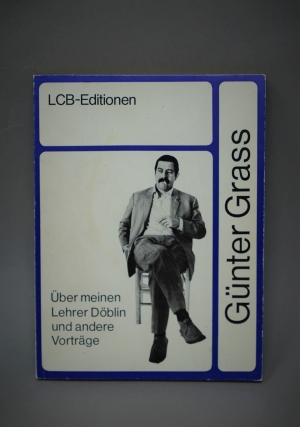 LCB-Editionen
Günter Grass
Über meinen
Lehrer Döblin
und andere
Vorträge